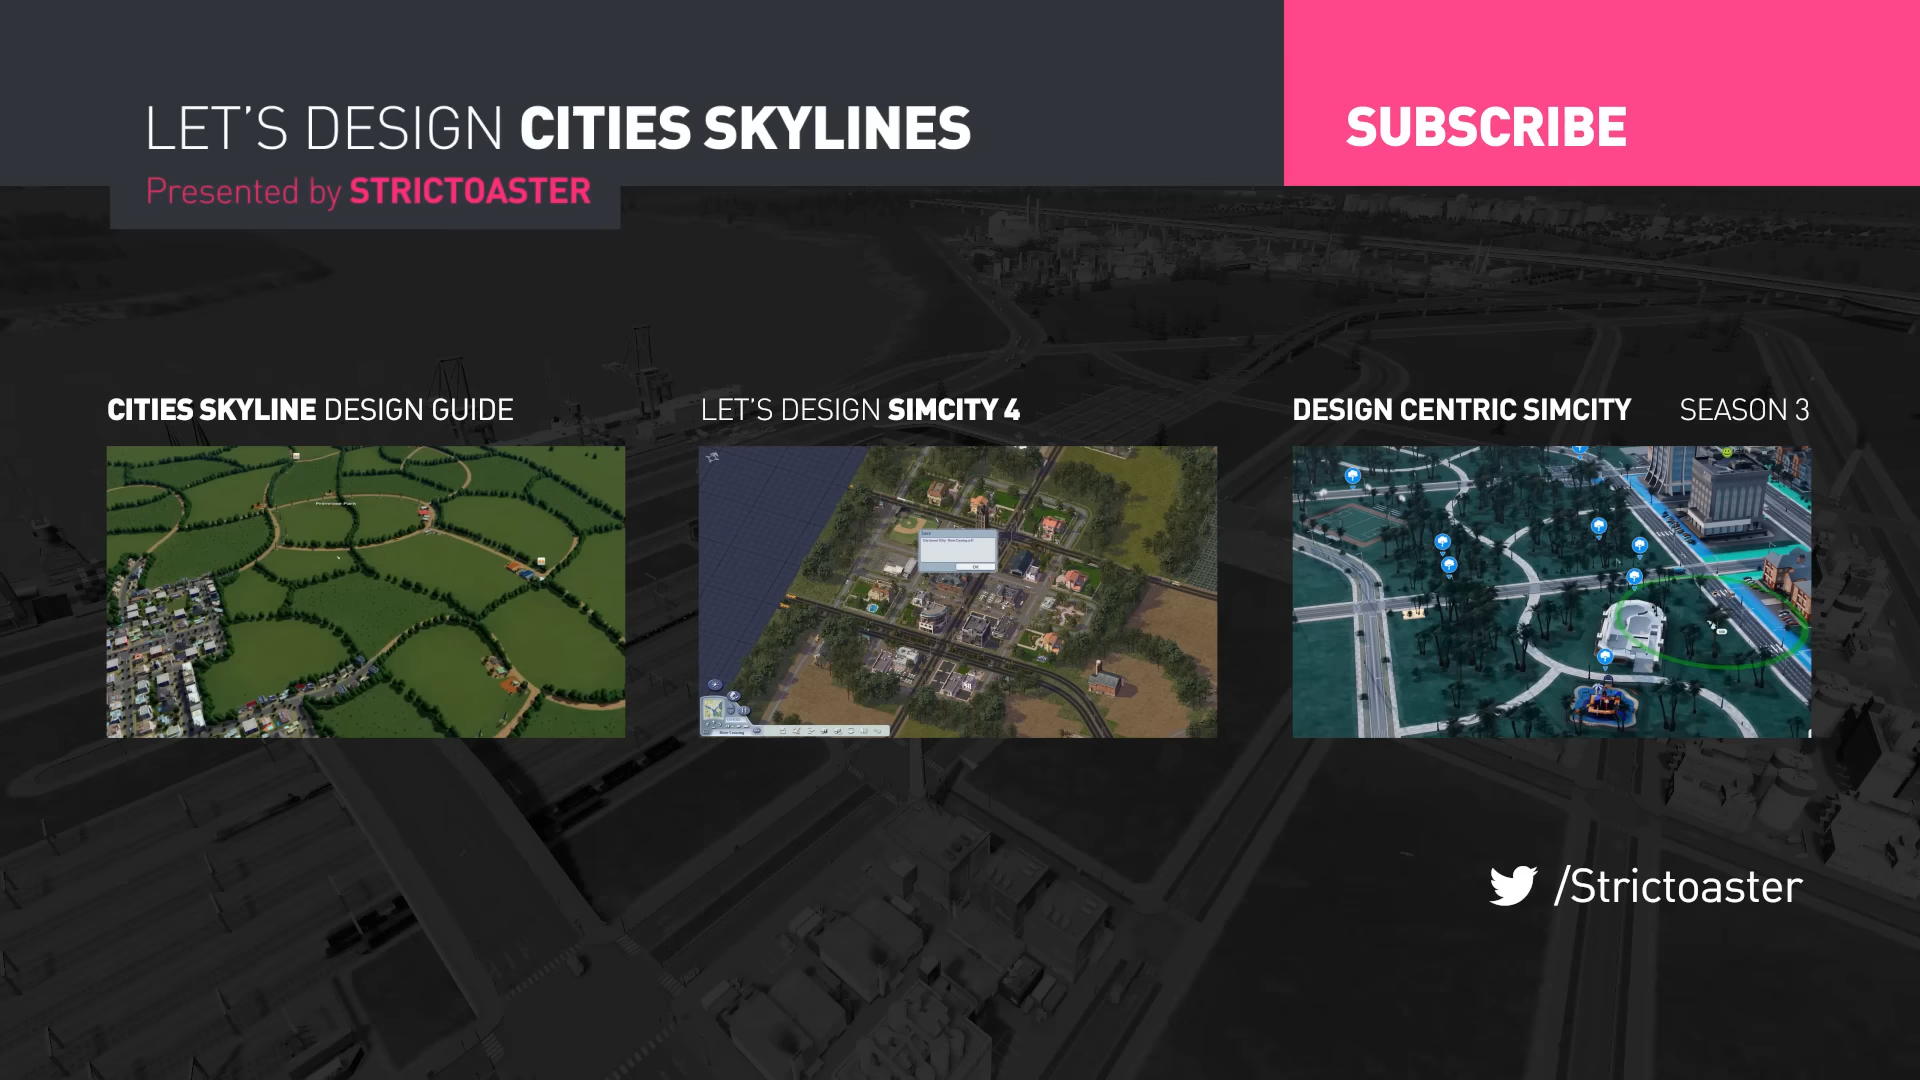 LET'S DESIGN CITIES SKYLINES
SUBSCRIBE
Presented by STRICTOASTER
CITIES SKYLINE DESIGN GUIDE
LET'S DESIGN SIMCITY 4
DESIGN CENTRIC SIMCITY SEASON 3
/Strictoaster